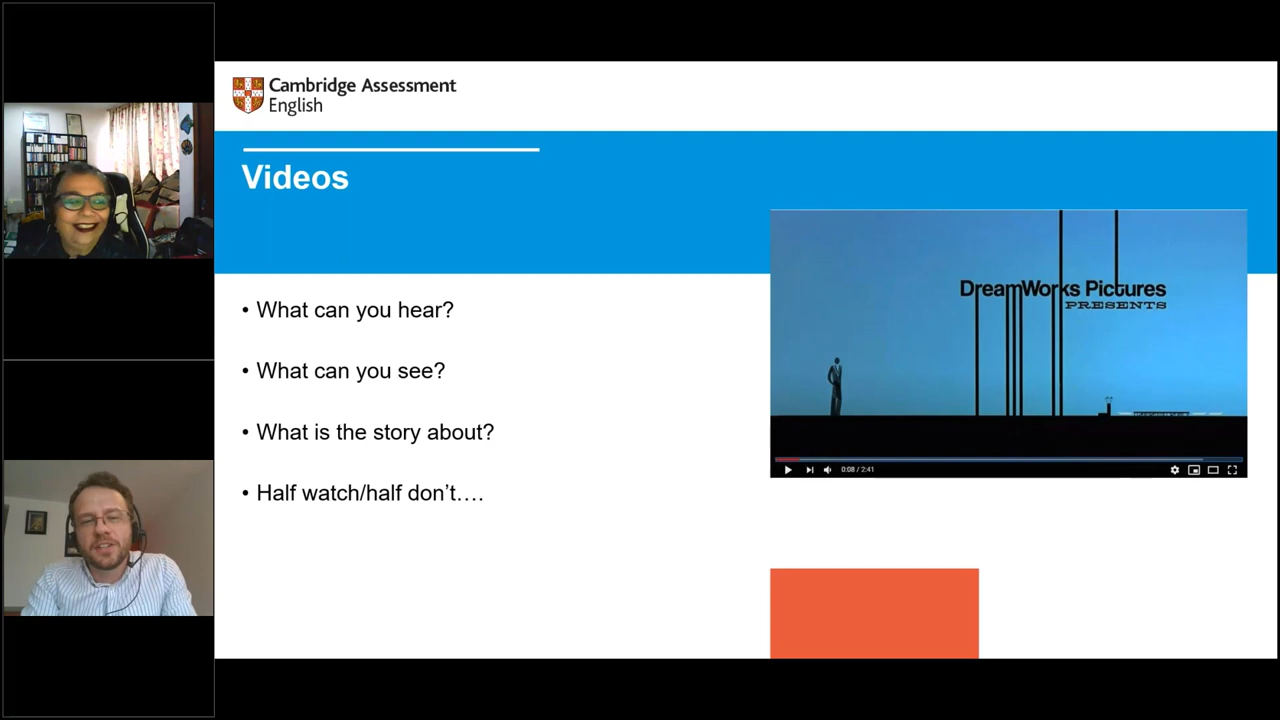 Cambridge Assessment
English
Videos
• What can you hear?
• What can you see?
• What is the story about?
• Half watch/half don’t….
DreamWorks Pictures
PRESENTS
0:08 / 2:41